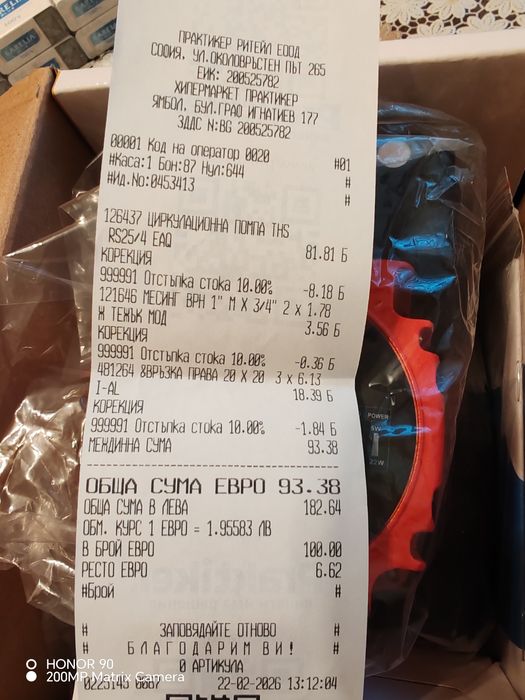 ПРАКТИКЕР РИТЕЙЛ ЕООД
СОФИЯ, УЛ.ОКОЛОВРЪСТЕН ПЪТ 265
ЕИК: 200525782
ХИПЕРМАРКЕТ ПРАКТИКЕР
ЯМБОЛ, БУЛ.ГРАФ ИГНАТИЕВ 177
ЗДДС N:BG 200525782
00001 Код на оператор 0020 #01
#Каса:1 Бон:87 Нул:644 #
#Ид.No:0453413 #
#
126437 ЦИРКУЛАЦИОННА ПОМПА THS
RS25/4 EAQ 81.81 Б
КОРЕКЦИЯ
999991 Отстъпка стока 10.00% -8.18 Б
121646 МЕСИНГ ВРН 1" М X 3/4" 2 x 1.78
Ж ТЕЖЪК МОД 3.56 Б
КОРЕКЦИЯ
999991 Отстъпка стока 10.00% -0.36 Б
481264 &ВРЪЗКА ПРАВА 20 X 20 3 x 6.13
I-AL 18.39 Б
КОРЕКЦИЯ
999991 Отстъпка стока 10.00% -1.84 Б
МЕЖДИННА СУМА 93.38
ОБЩА СУМА ЕВРО 93.38
ОБЩА СУМА В ЛЕВА 182.64
ОБМ. КУРС 1 ЕВРО = 1.95583 ЛВ
В БРОЙ ЕВРО 100.00
РЕСТО ЕВРО 6.62
#Брой #
# ЗАПОВЯДАЙТЕ ОТНОВО #
# БЛАГОДАРИМ ВИ! #
0 АРТИКУЛА
0225143 0087 22-02-2026 13:12:04
POWER
5W
22W
HONOR 90
200MP Matrix Camera